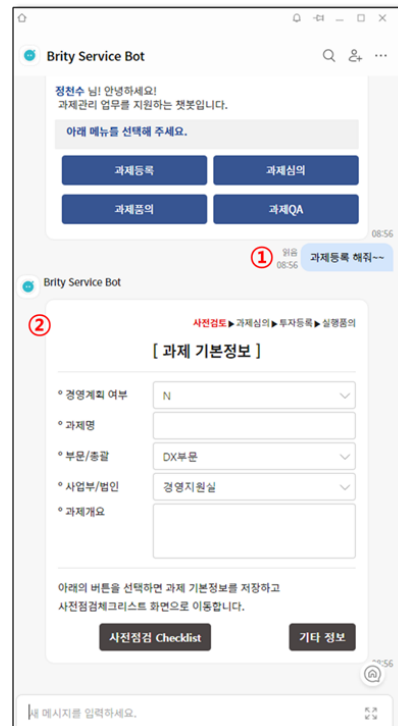 Brity Service Bot
정천수 님! 안녕하세요!
과제관리 업무를 지원하는 챗봇입니다.
아래 메뉴를 선택해 주세요.
과제등록 과제심의
과제품의 과제QA
08:56
① 읽음
08:56 과제등록 해줘~~
Brity Service Bot
② 사전검토▶과제심의▶투자등록▶실행품의
[ 과제 기본정보 ]
º 경영계획 여부 N
º 과제명
º 부문/총괄 DX부문
º 사업부/법인 경영지원실
º 과제개요
아래의 버튼을 선택하면 과제 기본정보를 저장하고
사전점검체크리스트 화면으로 이동합니다.
사전점검 Checklist 기타 정보
08:56
새 메시지를 입력하세요.